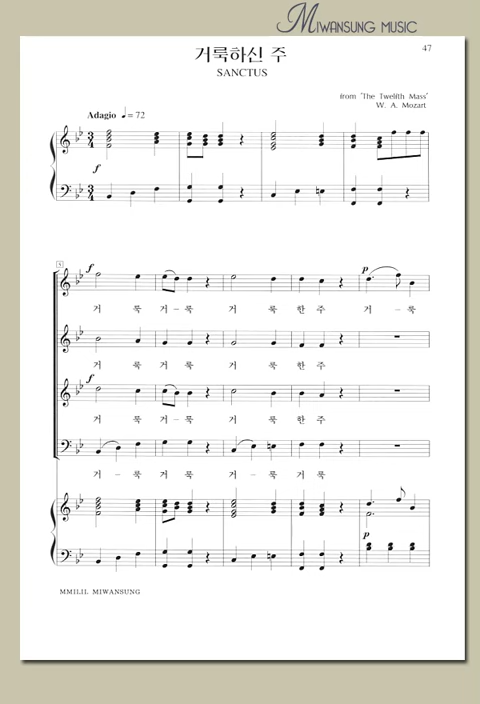 MIWANSUNG MUSIC
47
거룩하신 주
SANCTUS
from 'The Twelfth Mass'
W. A. Mozart
Adagio ♩= 72
f
5
f
p
거 룩 거 – 룩 거 룩 한 주 거 – 룩
거 룩 거 룩 거 룩 한 주
f
거 룩 거 – 룩 거 룩 한 주
거 – 룩 거 룩 거 – 룩 거 룩
p
MMILIL MIWANSUNG